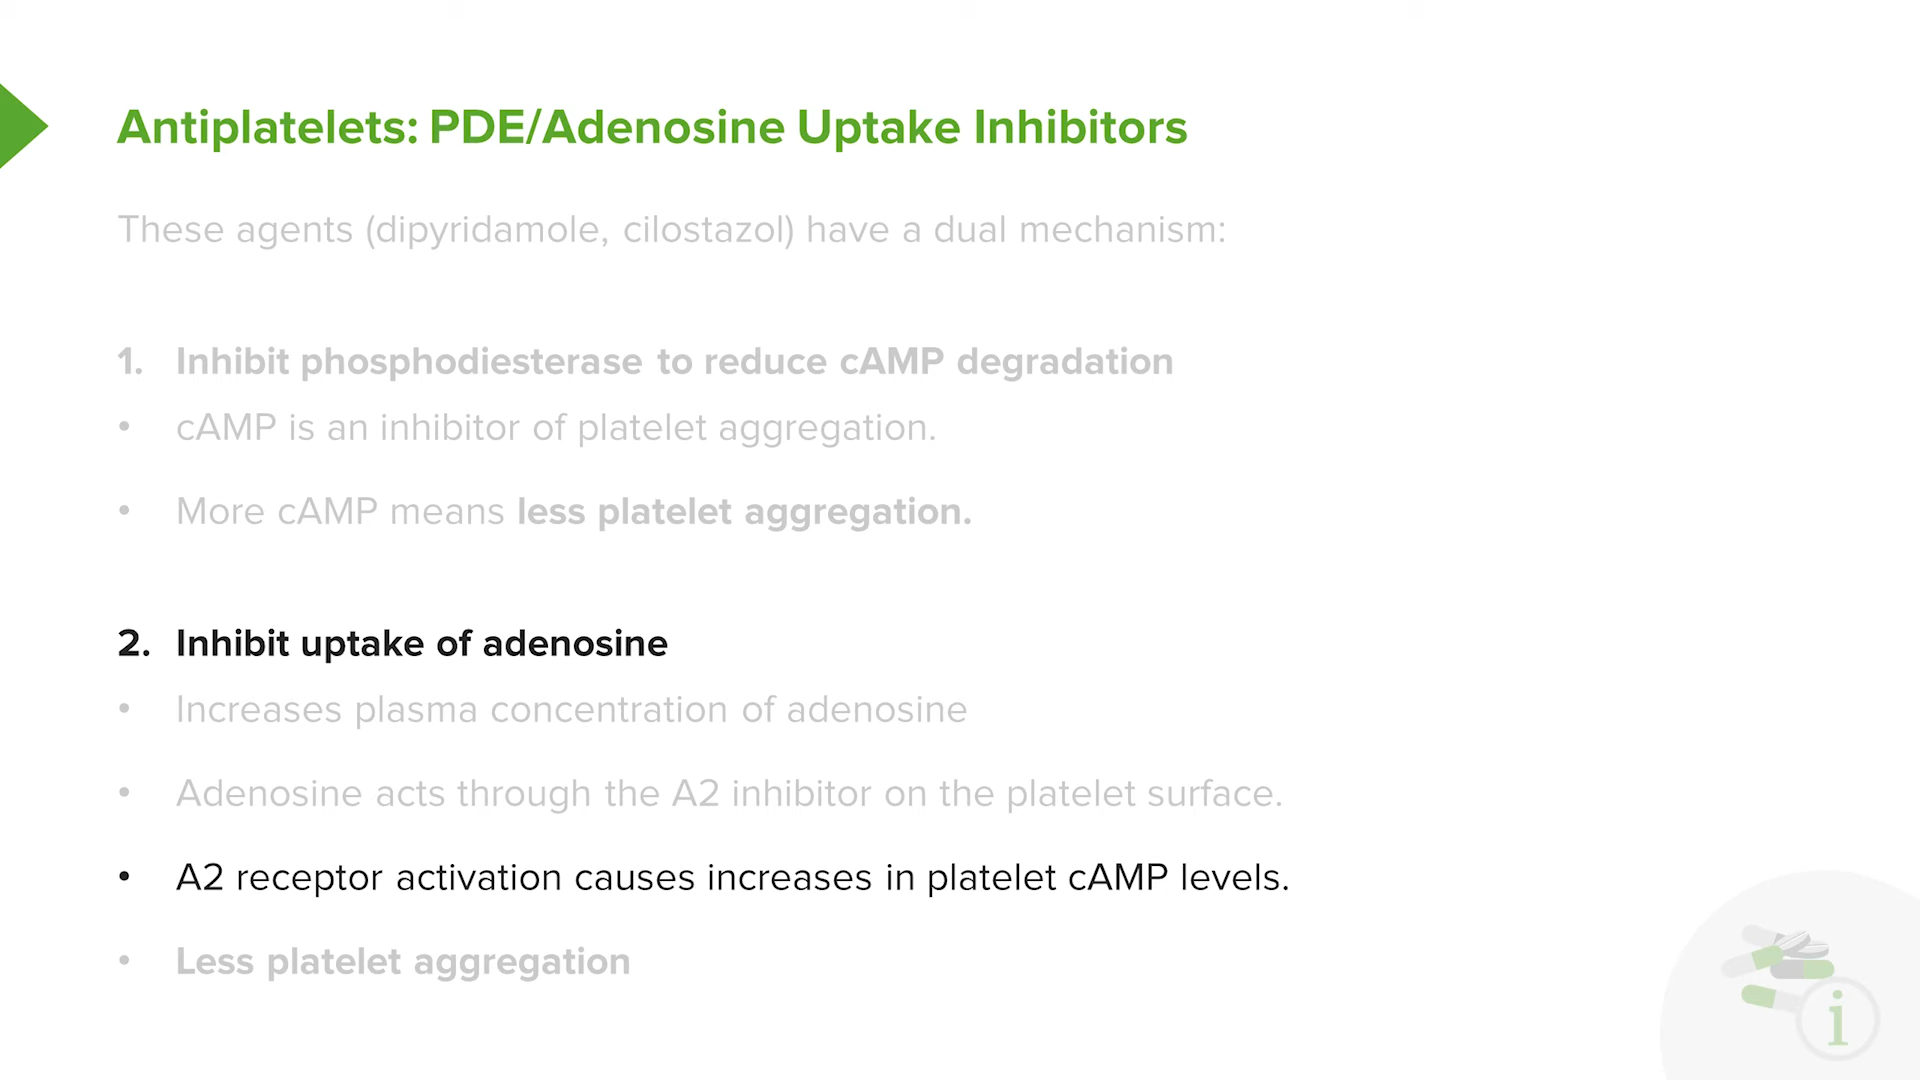 Antiplatelets: PDE/Adenosine Uptake Inhibitors
These agents (dipyridamole, cilostazol) have a dual mechanism:
1. Inhibit phosphodiesterase to reduce cAMP degradation
• cAMP is an inhibitor of platelet aggregation.
• More cAMP means less platelet aggregation.
2. Inhibit uptake of adenosine
• Increases plasma concentration of adenosine
• Adenosine acts through the A2 inhibitor on the platelet surface.
• A2 receptor activation causes increases in platelet cAMP levels.
• Less platelet aggregation
i